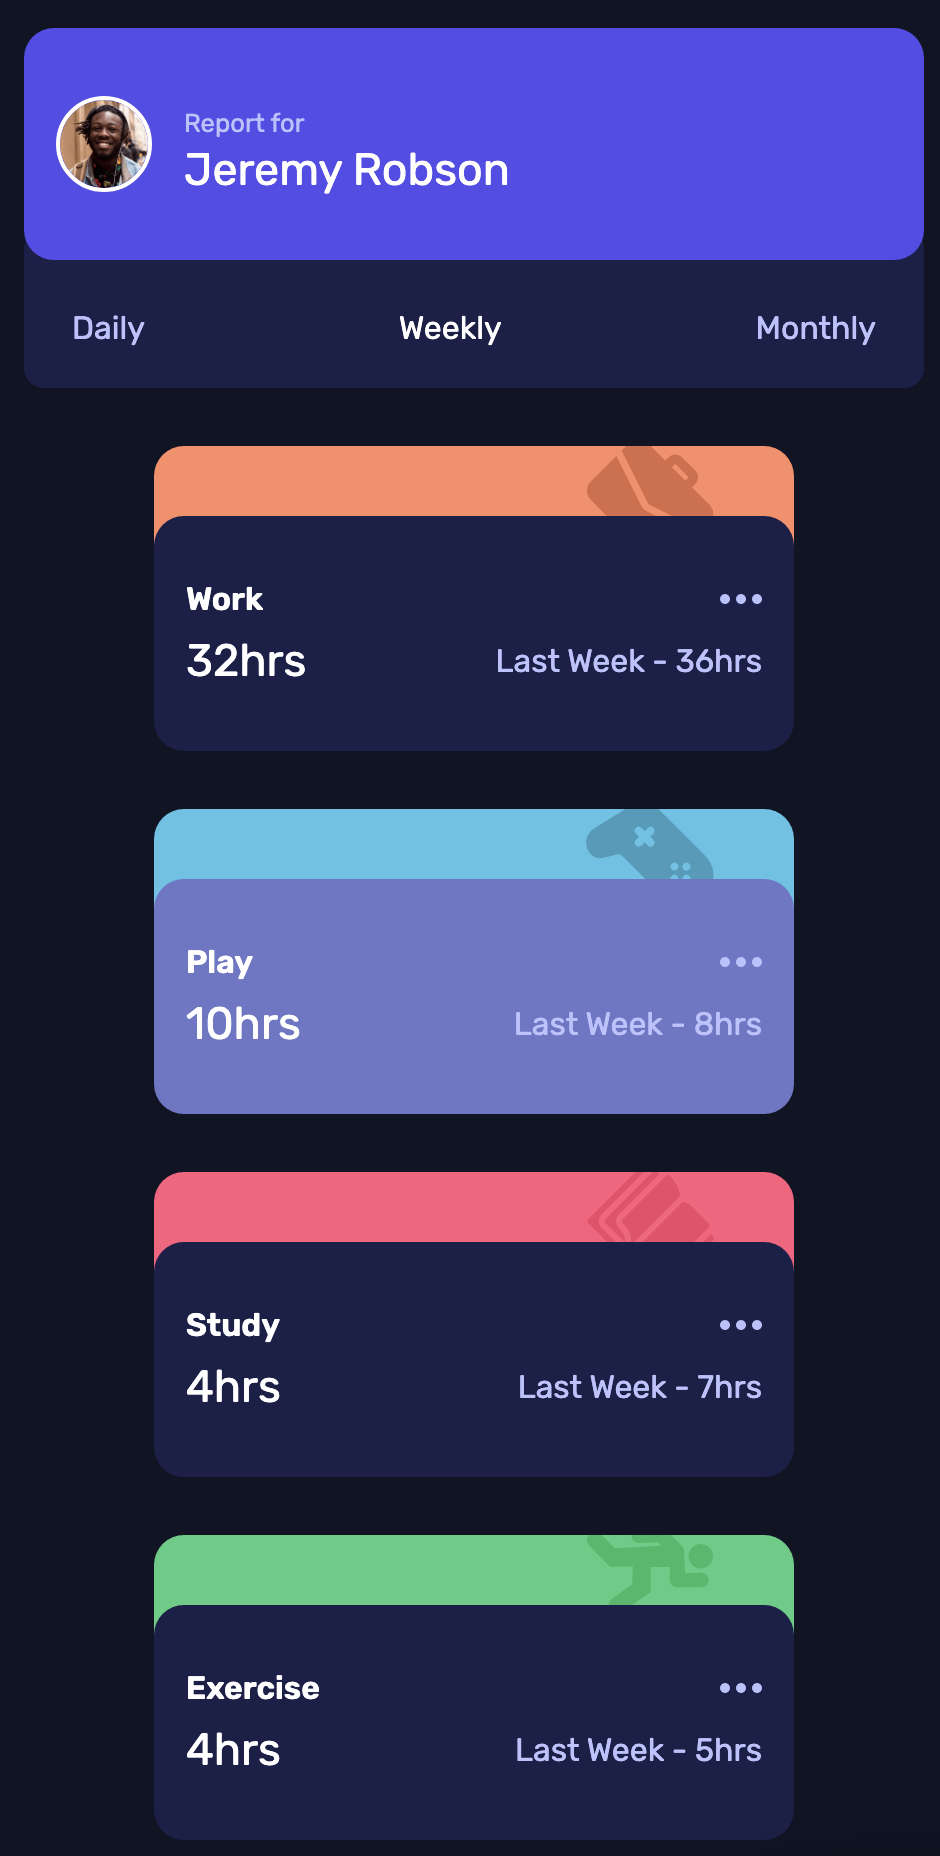 Report for
Jeremy Robson
Daily Weekly Monthly
Work
32hrs Last Week - 36hrs
Play
10hrs Last Week - 8hrs
Study
4hrs Last Week - 7hrs
Exercise
4hrs Last Week - 5hrs